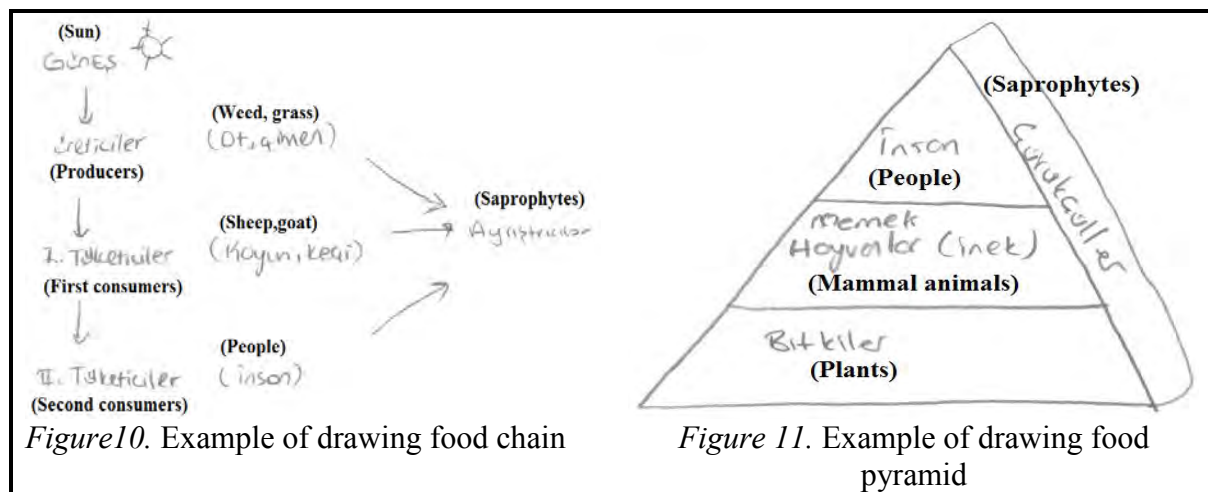 (Sun)
GÜNEŞ
Üreticiler
(Producers)
(Weed, grass)
(Ot, çimen)
I. Tüketiciler
(First consumers)
(Sheep,goat)
(Koyun, keçi)
II. Tüketiciler
(Second consumers)
(People)
(insan)
(Saprophytes)
Ayrıştırıcılar
Figure10. Example of drawing food chain
(Saprophytes)
Çürükçüller
İnsan
(People)
memeli
Hayvanlar (inek)
(Mammal animals)
Bitkiler
(Plants)
Figure 11. Example of drawing food
pyramid